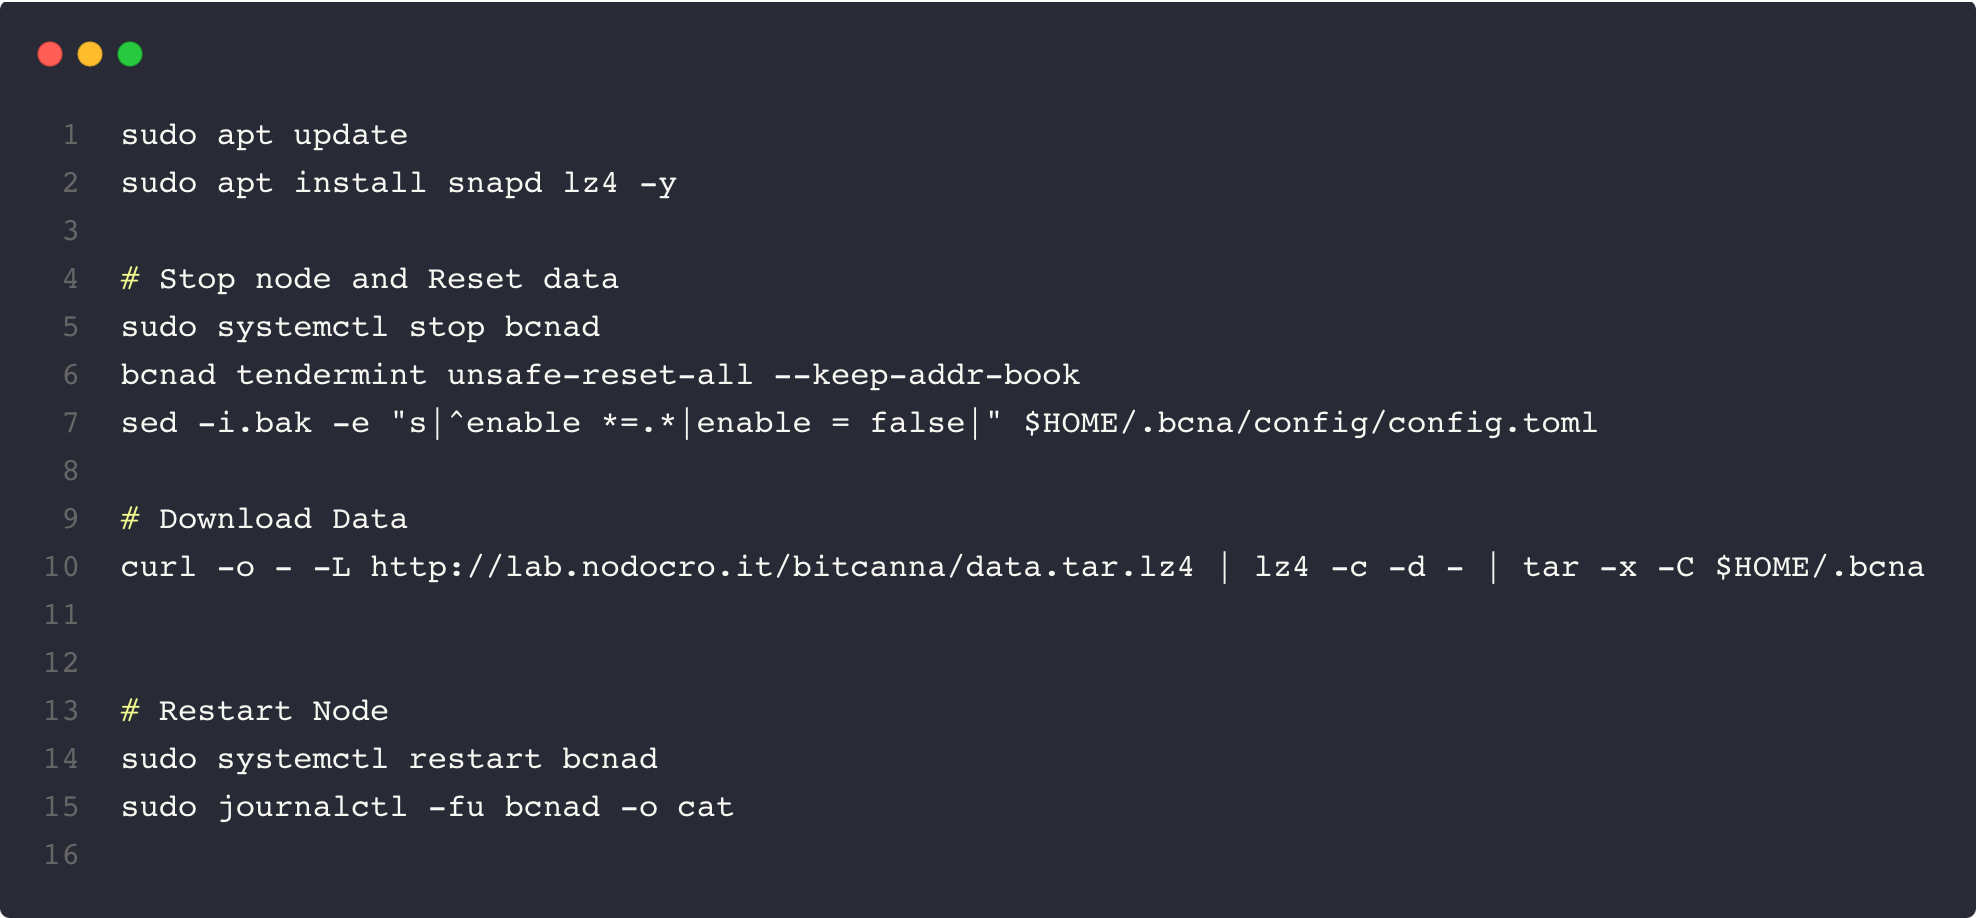 1 sudo apt update
2 sudo apt install snapd lz4 -y
3
4 # Stop node and Reset data
5 sudo systemctl stop bcnad
6 bcnad tendermint unsafe-reset-all --keep-addr-book
7 sed -i.bak -e "s|^enable *=.*|enable = false|" $HOME/.bcna/config/config.toml
8
9 # Download Data
10 curl -o - -L http://lab.nodocro.it/bitcanna/data.tar.lz4 | lz4 -c -d - | tar -x -C $HOME/.bcna
11
12
13 # Restart Node
14 sudo systemctl restart bcnad
15 sudo journalctl -fu bcnad -o cat
16